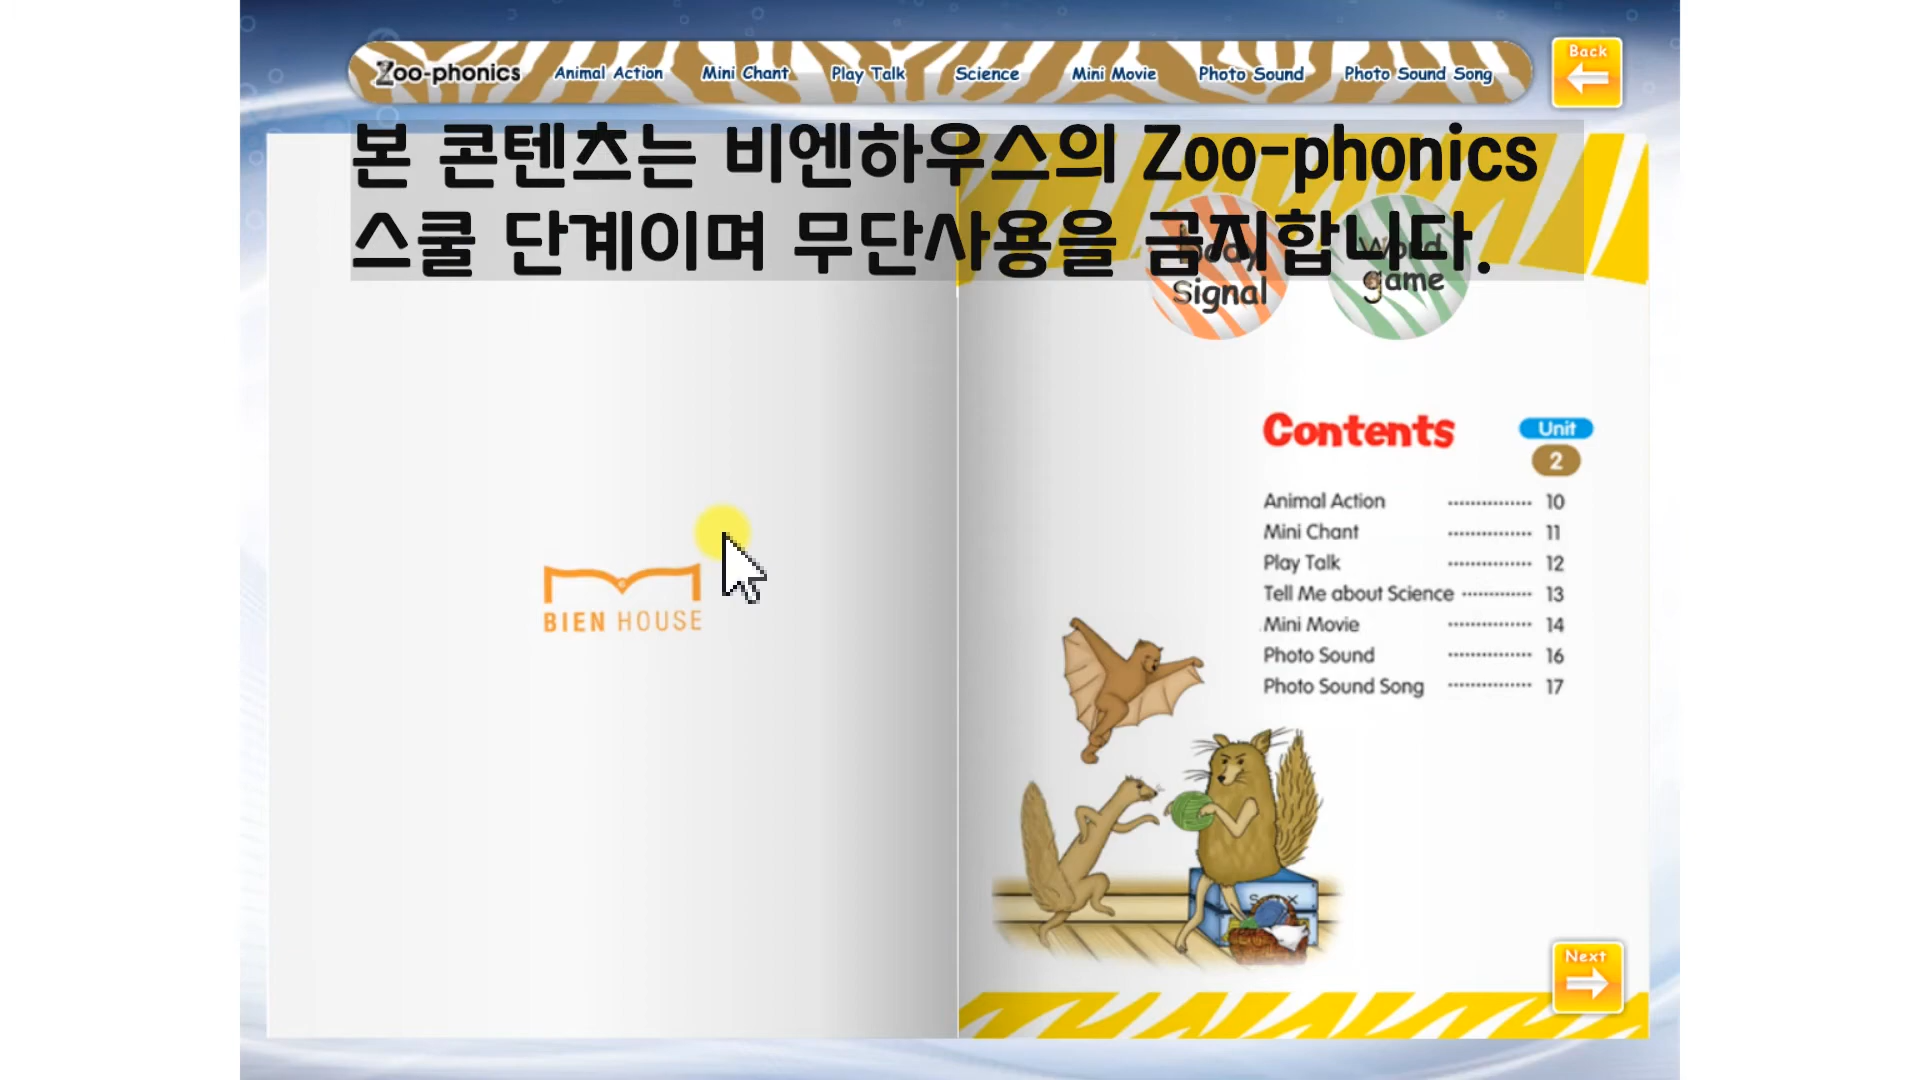 Zoo-phonics Animal Action Mini Chant Play Talk Science Mini Movie Photo Sound Photo Sound Song
Back
본 콘텐츠는 비엔하우스의 Zoo-phonics
스쿨 단계이며 무단사용을 금지합니다.
Body Signal
Word game
Contents
Unit
2
Animal Action ............... 10
Mini Chant ............... 11
Play Talk ............... 12
Tell Me about Science ............ 13
Mini Movie ............... 14
Photo Sound ............... 16
Photo Sound Song ............... 17
BIEN HOUSE
Next